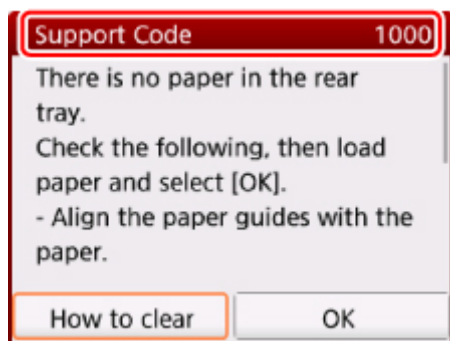 Support Code 1000
There is no paper in the rear
tray.
Check the following, then load
paper and select [OK].
- Align the paper guides with the
paper.
How to clear OK